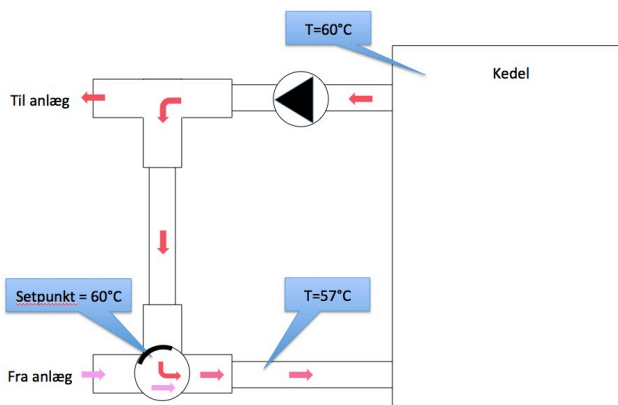 T=60°C
Kedel
Til anlæg
Setpunkt = 60°C
T=57°C
Fra anlæg